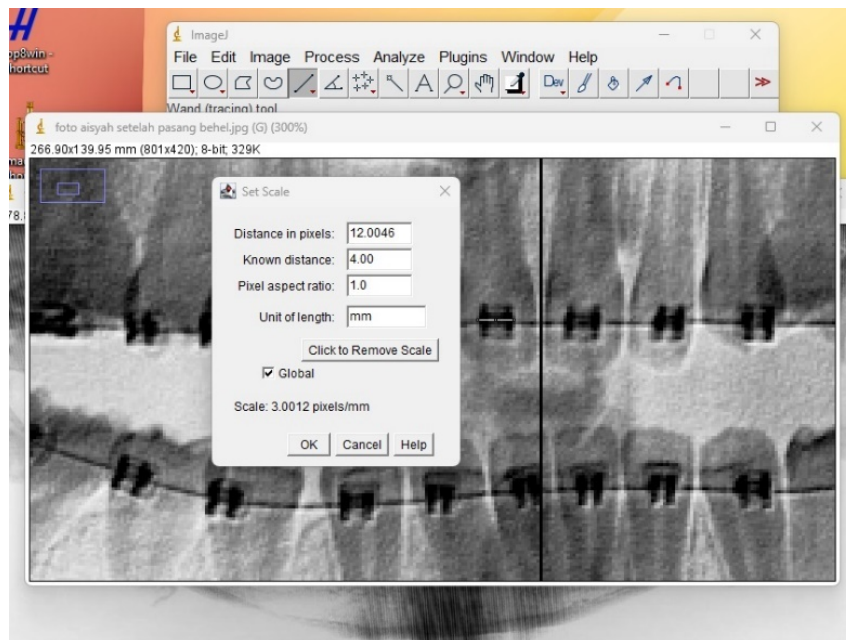 ImageJ
File Edit Image Process Analyze Plugins Window Help
A
Dev
Wand (tracing) tool
foto aisyah setelah pasang behel.jpg (G) (300%)
266.90x139.95 mm (801x420); 8-bit; 329K
Set Scale
Distance in pixels: 12.0046
Known distance: 4.00
Pixel aspect ratio: 1.0
Unit of length: mm
Click to Remove Scale
Global
Scale: 3.0012 pixels/mm
OK Cancel Help